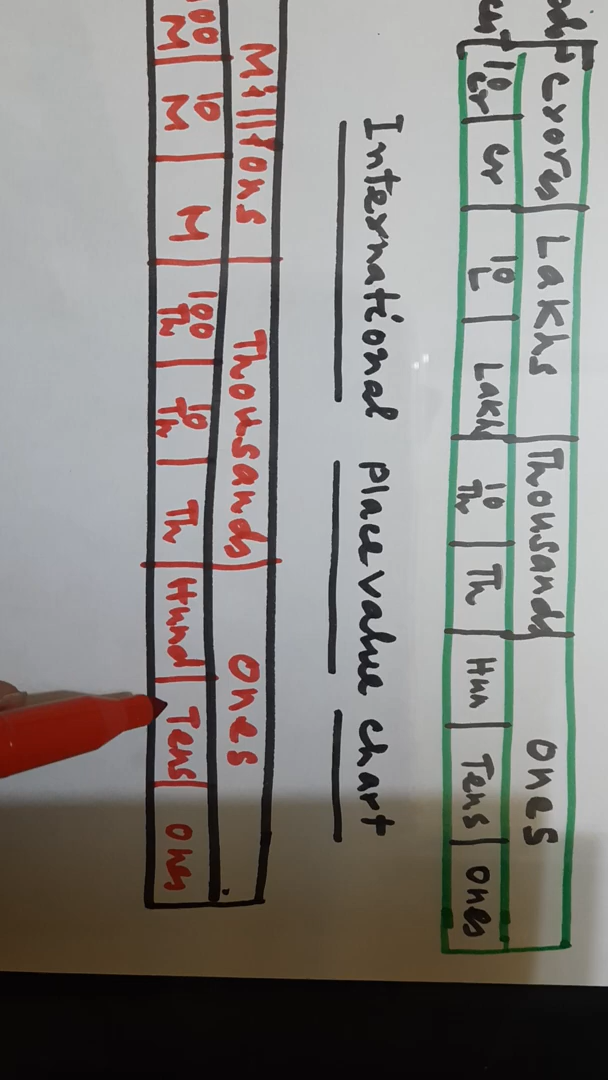 Crores Lakhs Thousands Ones
10 Cr Cr 10 L Lakh 10 Th Th Hun Tens Ones
International place value chart
Millions Thousands Ones
100 M 10 M M 100 Th 10 Th Th Hund Tens Ones